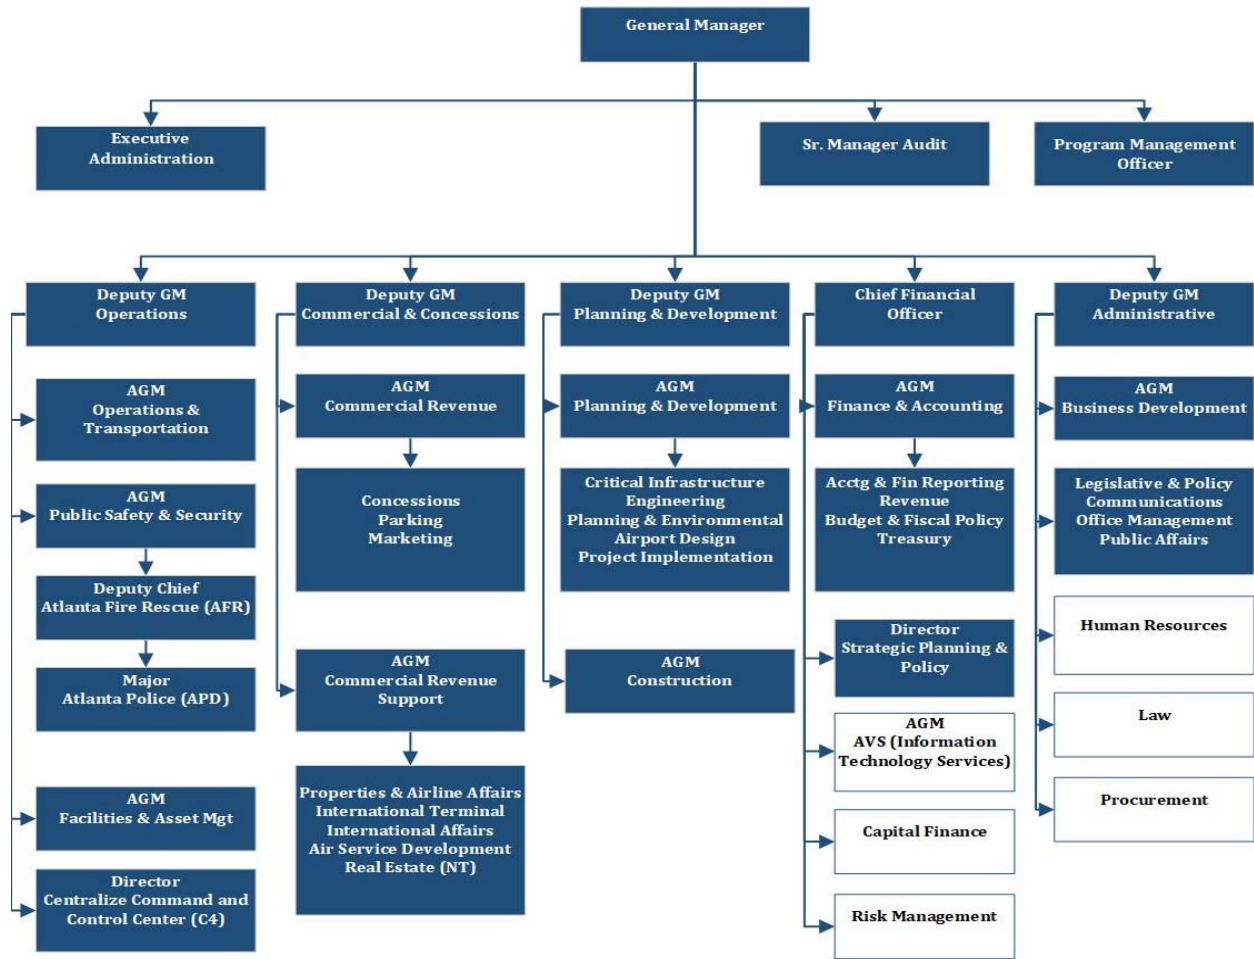 General Manager
Executive
Administration
Sr. Manager Audit
Program Management
Officer
Deputy GM
Operations
Deputy GM
Commercial & Concessions
Deputy GM
Planning & Development
Chief Financial
Officer
Deputy GM
Administrative
AGM
Operations &
Transportation
AGM
Public Safety & Security
Deputy Chief
Atlanta Fire Rescue (AFR)
Major
Atlanta Police (APD)
AGM
Facilities & Asset Mgt
Director
Centralize Command and
Control Center (C4)
AGM
Commercial Revenue
Concessions
Parking
Marketing
AGM
Commercial Revenue
Support
Properties & Airline Affairs
International Terminal
International Affairs
Air Service Development
Real Estate (NT)
AGM
Planning & Development
Critical Infrastructure
Engineering
Planning & Environmental
Airport Design
Project Implementation
AGM
Construction
AGM
Finance & Accounting
Acctg & Fin Reporting
Revenue
Budget & Fiscal Policy
Treasury
Director
Strategic Planning &
Policy
AGM
AVS (Information
Technology Services)
Capital Finance
Risk Management
AGM
Business Development
Legislative & Policy
Communications
Office Management
Public Affairs
Human Resources
Law
Procurement